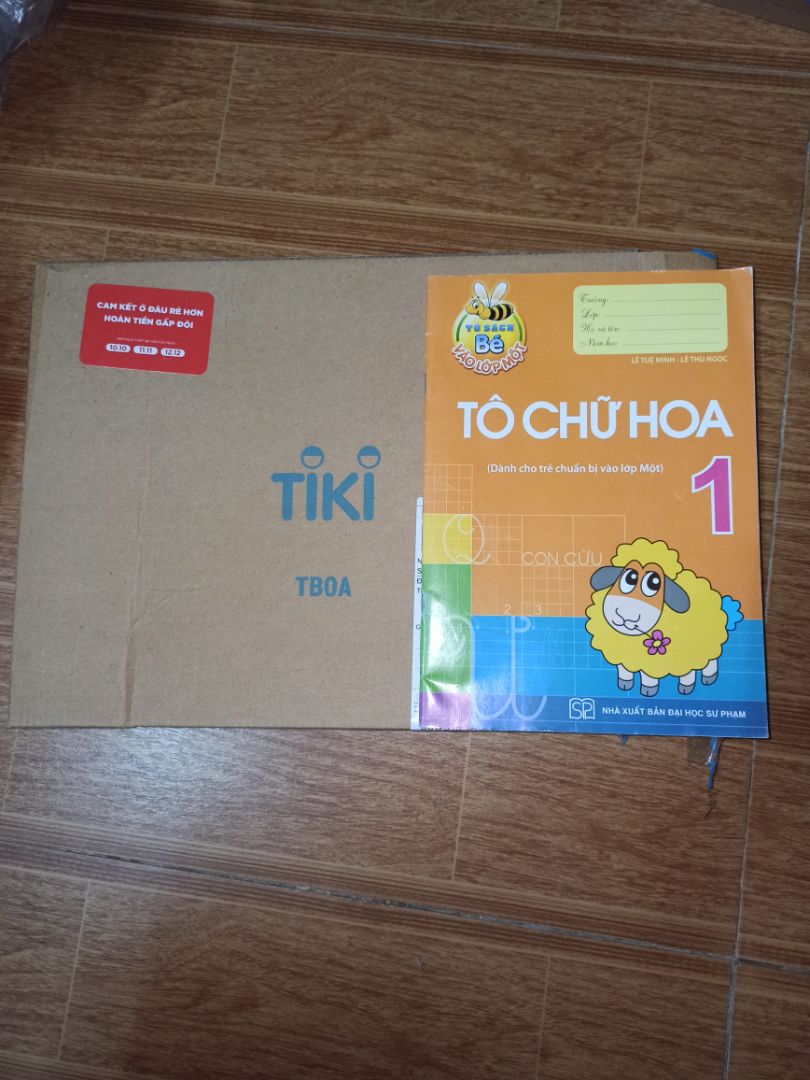 CAM KẾT Ở ĐÂU RẺ HƠN
HOÀN TIỀN GẤP ĐÔI
10.10 11.11 12.12
TiKi
TB0A
TỦ SÁCH
Bé
VÀO LỚP MỘT
Trường:
Lớp:
Họ và tên:
Năm học:
LÊ TUỆ MINH - LÊ THU NGỌC
TÔ CHỮ HOA
(Dành cho trẻ chuẩn bị vào lớp Một)
1
Q
CON CỪU
2 3
SP
NHÀ XUẤT BẢN ĐẠI HỌC SƯ PHẠM